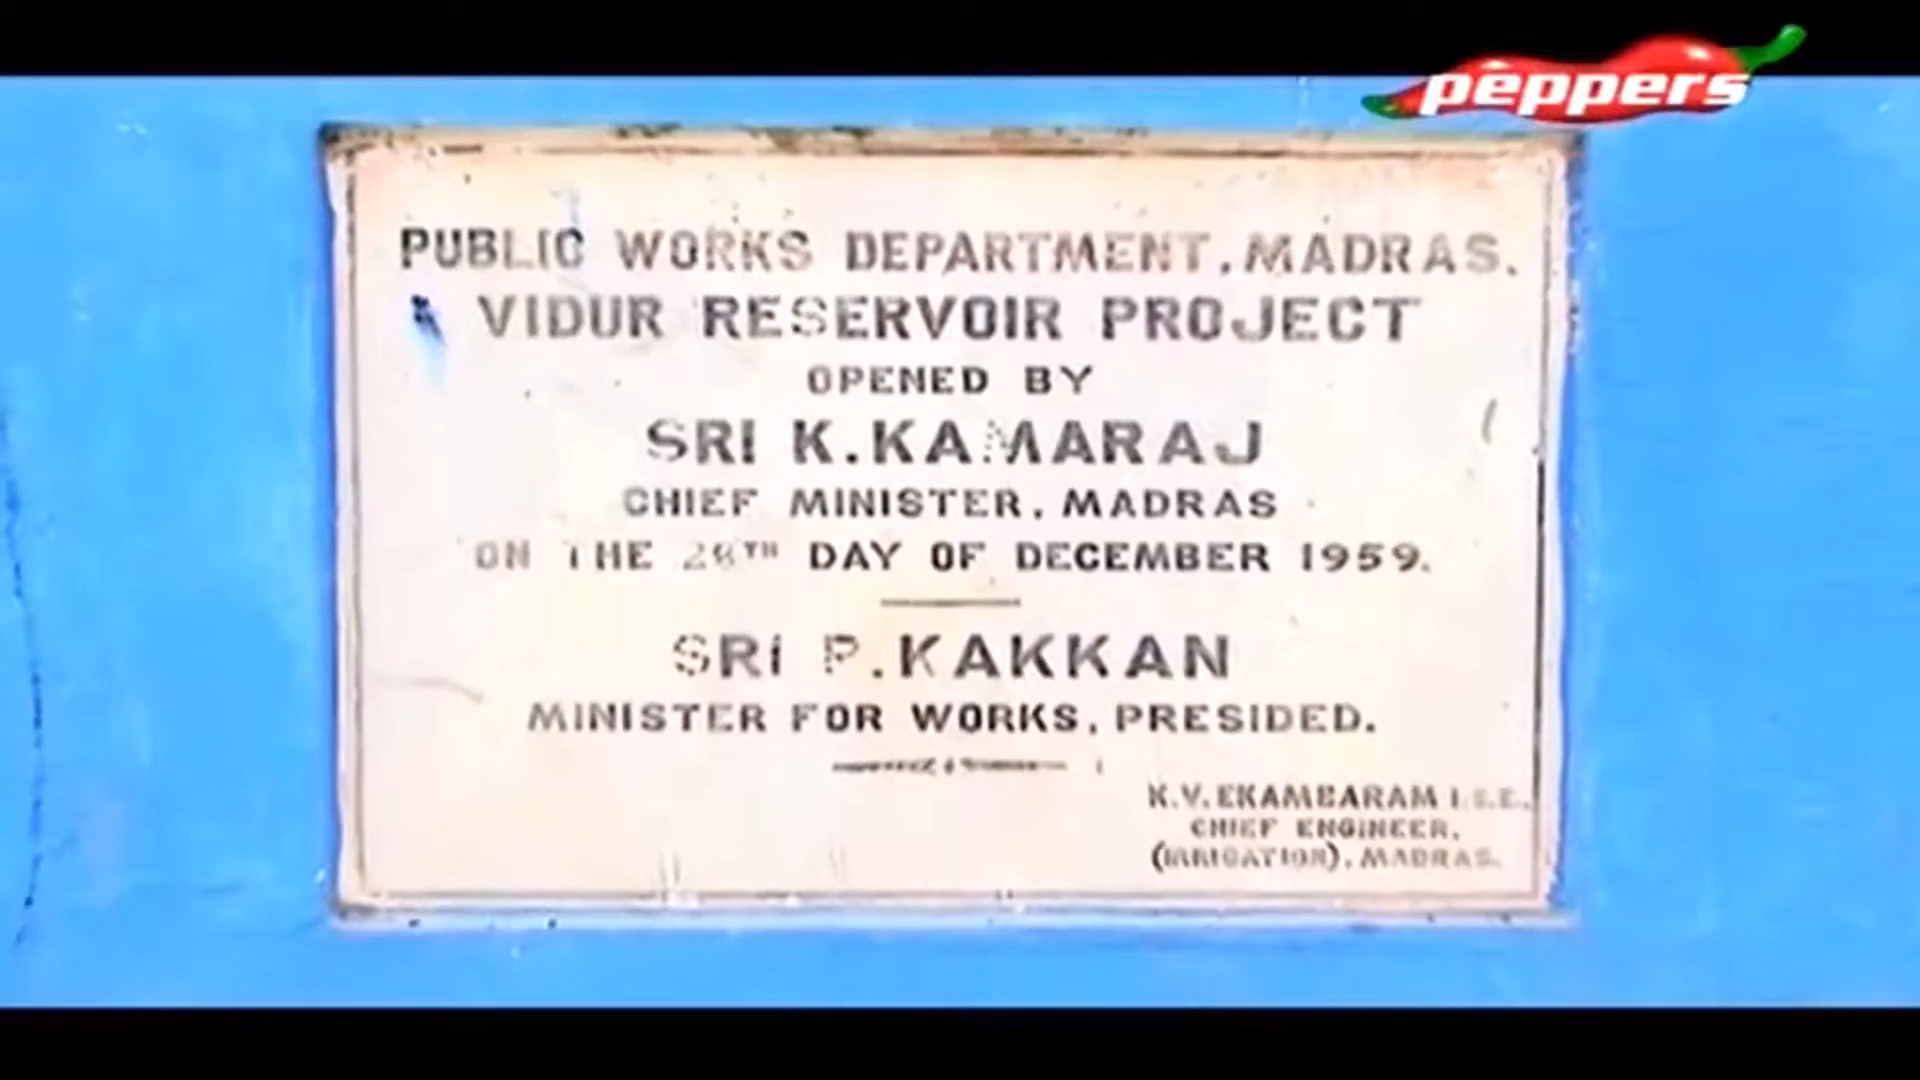 peppers
PUBLIC WORKS DEPARTMENT, MADRAS.
VIDUR RESERVOIR PROJECT
OPENED BY
SRI K.KAMARAJ
CHIEF MINISTER, MADRAS
ON THE DAY OF DECEMBER 1959.
SRI P.KAKKAN
MINISTER FOR WORKS, PRESIDED.
K.V.EKAMBARAM
CHIEF ENGINEER,
(IRRIGATION), MADRAS.